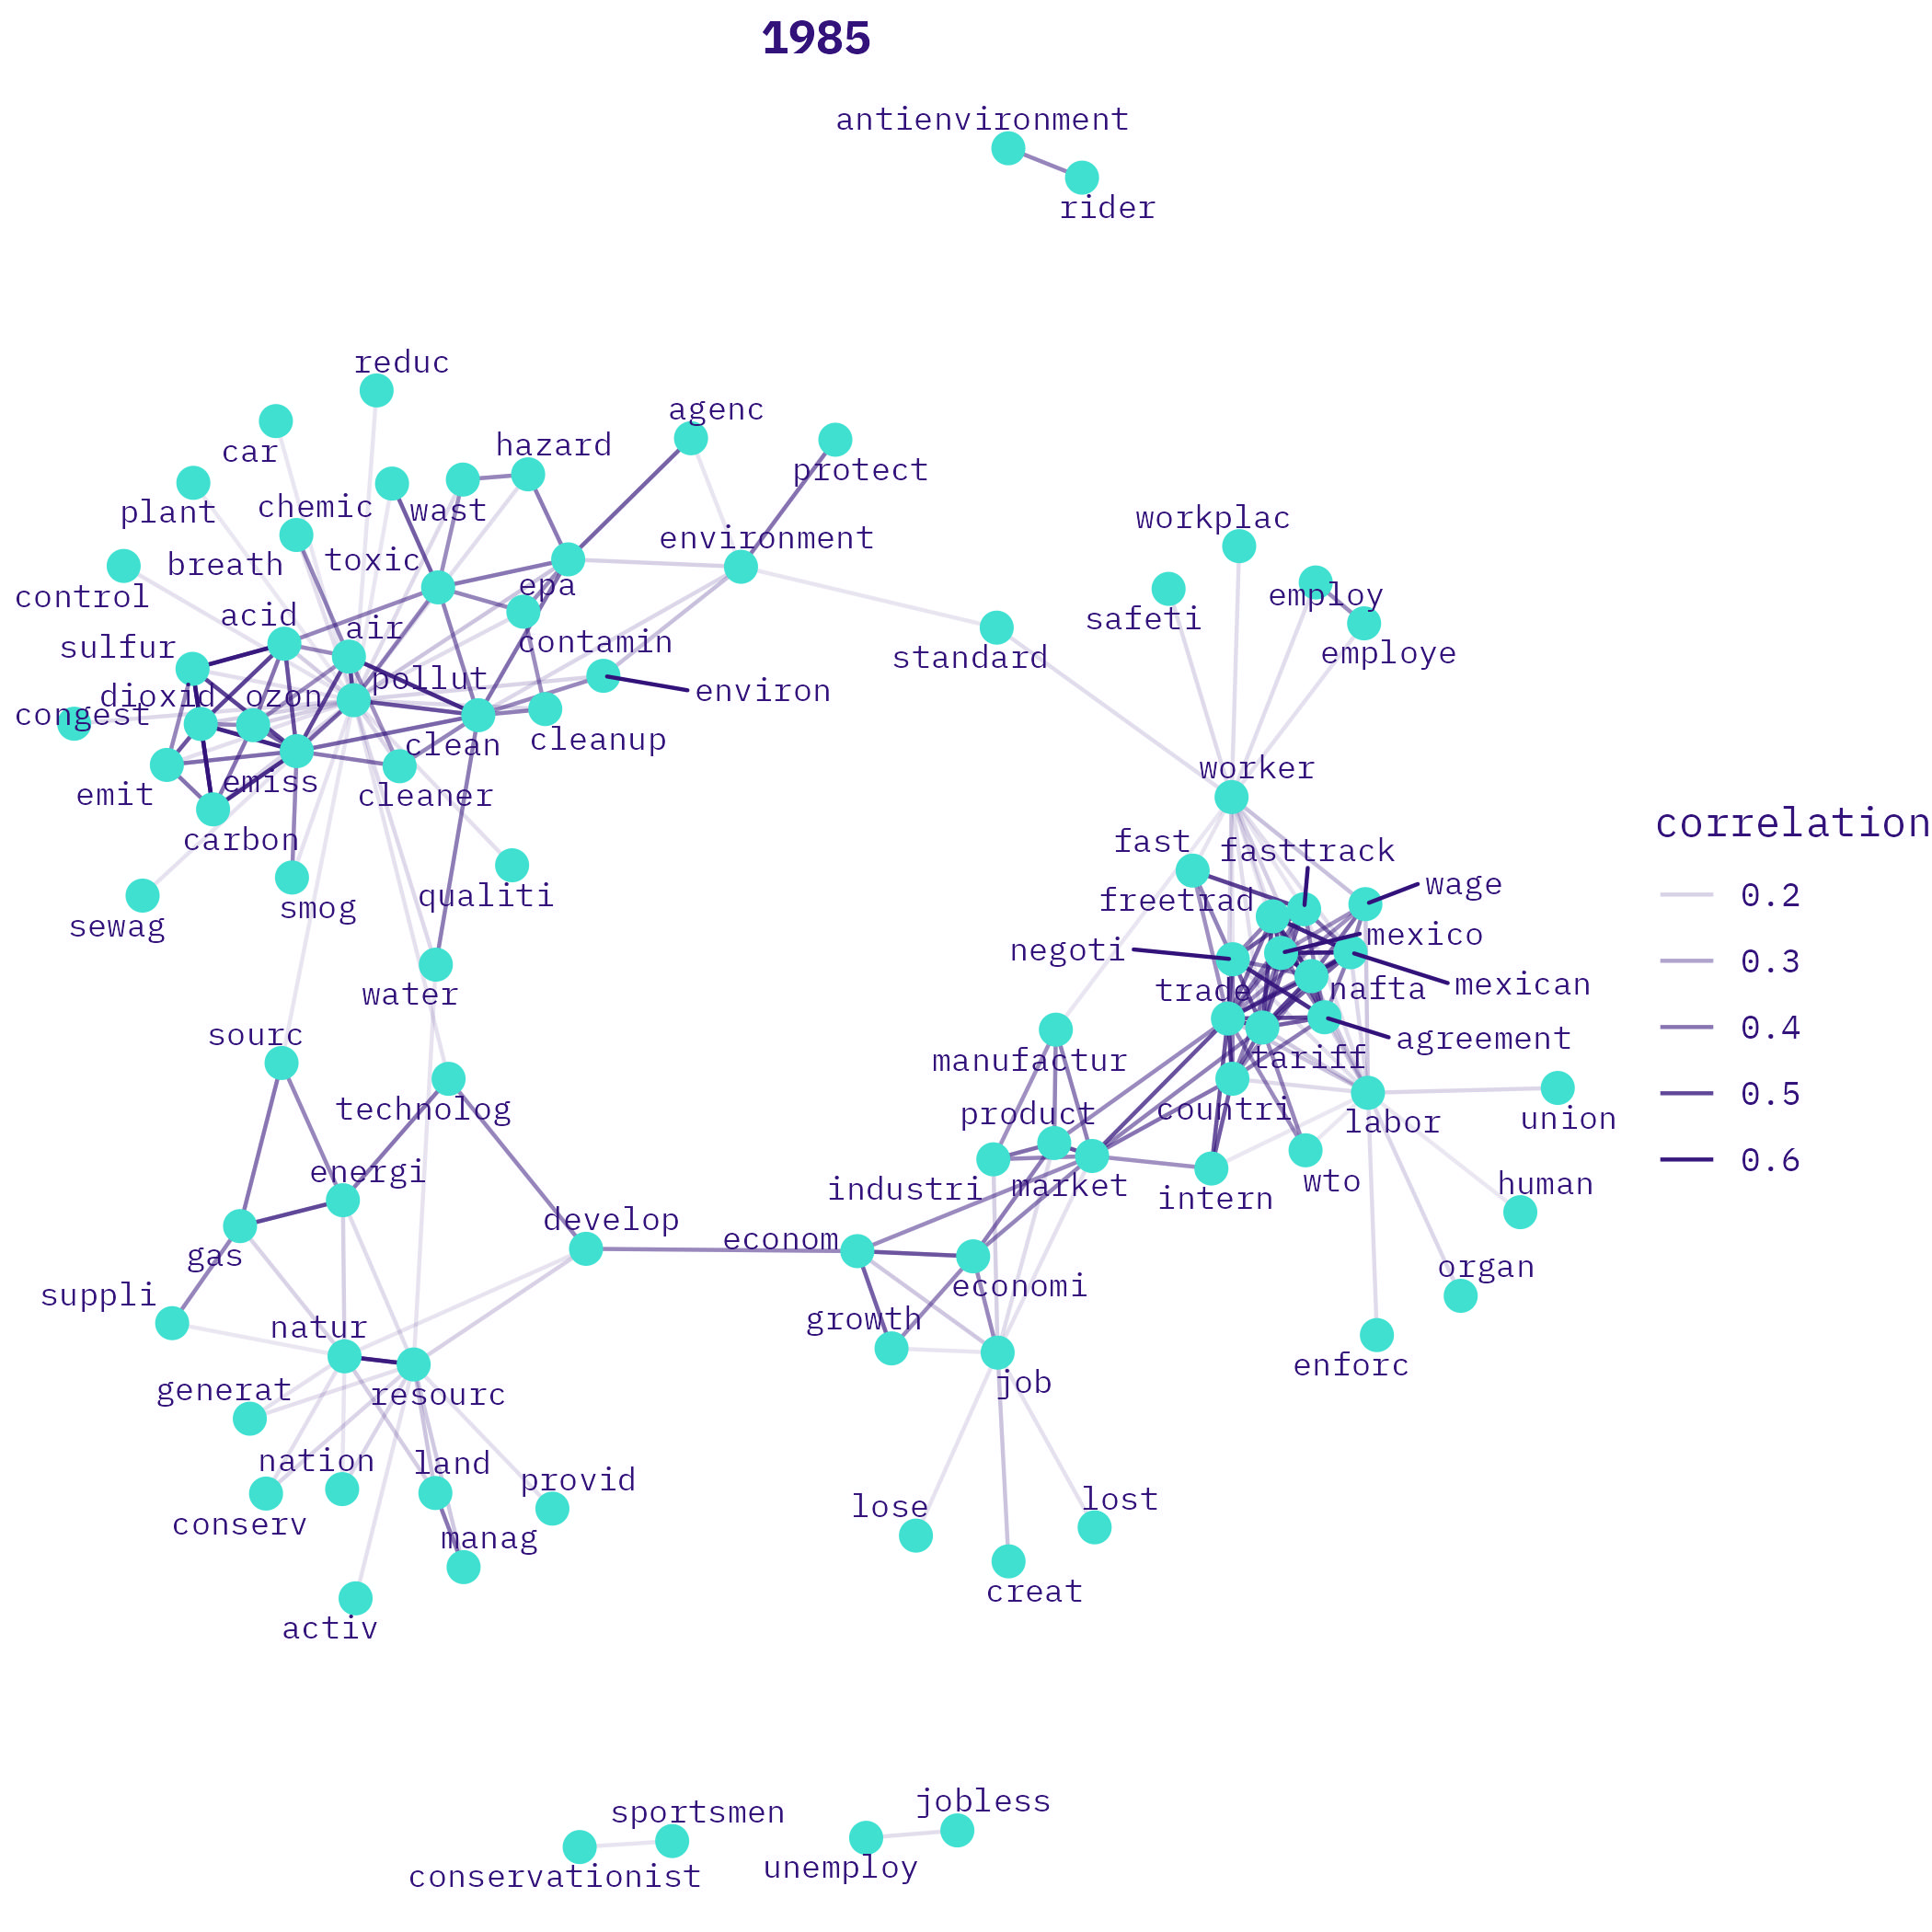 1985
antienvironment
rider
reduc
agenc
car
hazard
protect
plant
chemic
wast
workplac
environment
breath
toxic
epa
employ
control
acid
safeti
air
contamin
sulfur
employe
standard
pollut
dioxid
ozon
environ
congest
clean
cleanup
worker
emiss
emit
cleaner
correlation
carbon
fast
fasttrack
wage
0.2
qualiti
freetrad
smog
sewag
mexico
negoti
0.3
water
trade
nafta
mexican
sourc
0.4
agreement
manufactur
tariff
technolog
product
countri
labor
union
0.5
energi
industri
market
intern
wto
human
0.6
develop
econom
gas
organ
economi
suppli
growth
natur
enforc
generat
resourc
job
nation
land
provid
lose
lost
conserv
manag
creat
activ
jobless
sportsmen
unemploy
conservationist